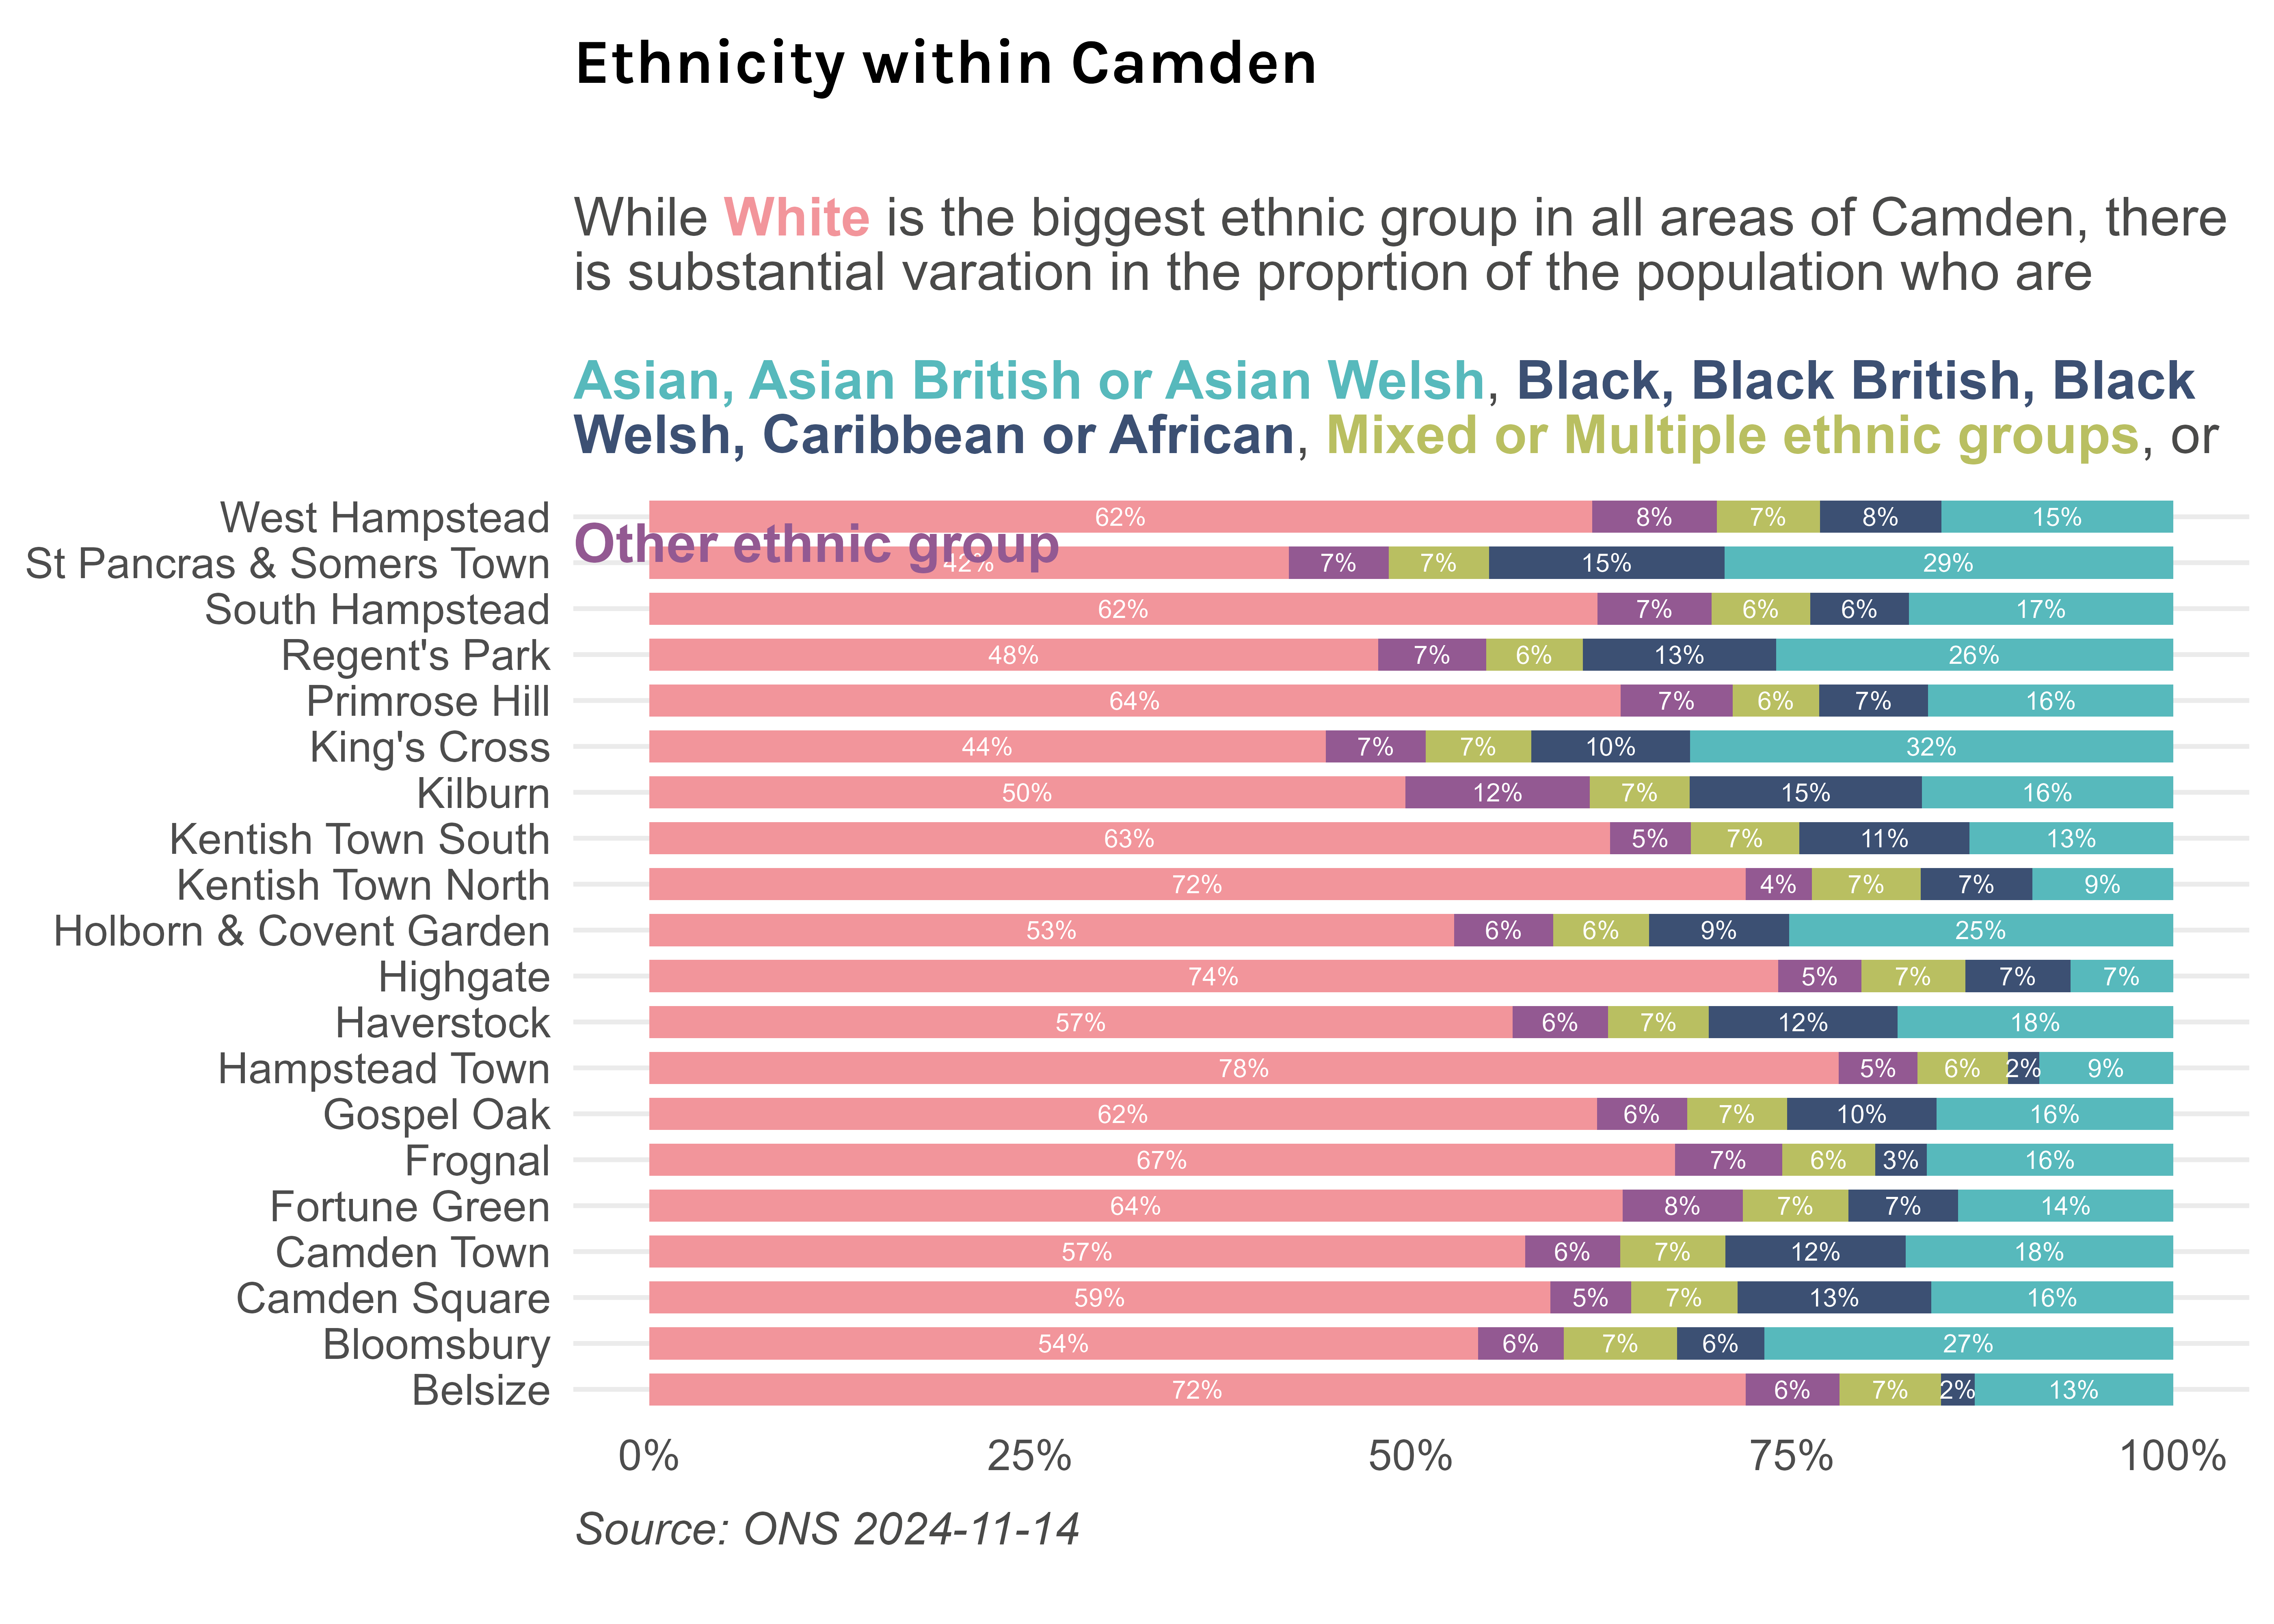 Ethnicity within Camden
While White is the biggest ethnic group in all areas of Camden, there
is substantial varation in the proprtion of the population who are
Asian, Asian British or Asian Welsh, Black, Black British, Black
Welsh, Caribbean or African, Mixed or Multiple ethnic groups, or
Other ethnic group
West Hampstead 62% 8% 7% 8% 15%
St Pancras & Somers Town 42% 7% 7% 15% 29%
South Hampstead 62% 7% 6% 6% 17%
Regent's Park 48% 7% 6% 13% 26%
Primrose Hill 64% 7% 6% 7% 16%
King's Cross 44% 7% 7% 10% 32%
Kilburn 50% 12% 7% 15% 16%
Kentish Town South 63% 5% 7% 11% 13%
Kentish Town North 72% 4% 7% 7% 9%
Holborn & Covent Garden 53% 6% 6% 9% 25%
Highgate 74% 5% 7% 7% 7%
Haverstock 57% 6% 7% 12% 18%
Hampstead Town 78% 5% 6% 2% 9%
Gospel Oak 62% 6% 7% 10% 16%
Frognal 67% 7% 6% 3% 16%
Fortune Green 64% 8% 7% 7% 14%
Camden Town 57% 6% 7% 12% 18%
Camden Square 59% 5% 7% 13% 16%
Bloomsbury 54% 6% 7% 6% 27%
Belsize 72% 6% 7% 2% 13%
0% 25% 50% 75% 100%
Source: ONS 2024-11-14